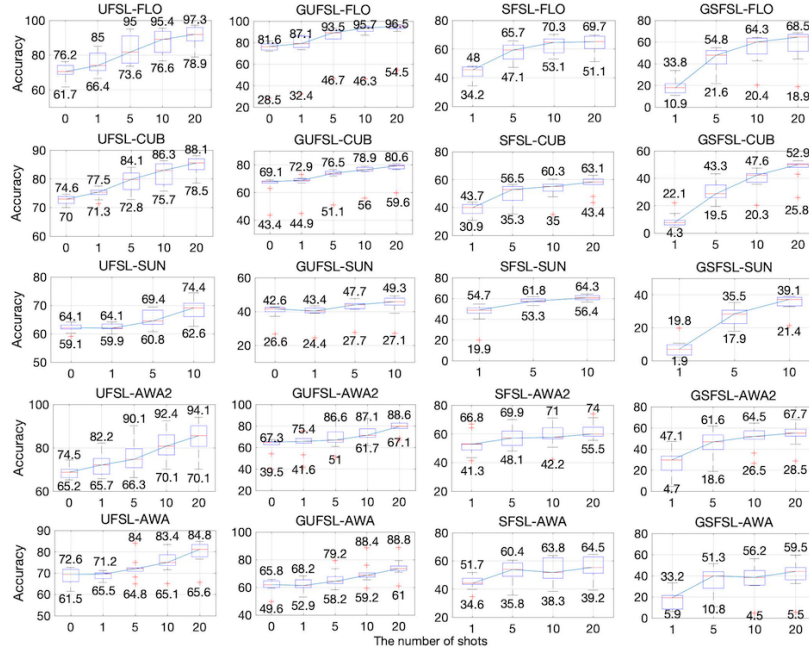 UFSL-FLO
100
80
60
Accuracy
76.2 85 95 95.4 97.3
61.7 66.4 73.6 76.6 78.9
0 1 5 10 20
GUFSL-FLO
100
80
60
40
20
81.6 87.1 93.5 95.7 96.5
28.5 32.4 46.7 46.3 54.5
0 1 5 10 20
SFSL-FLO
80
60
40
20
48 65.7 70.3 69.7
34.2 47.1 53.1 51.1
1 5 10 20
GSFSL-FLO
80
60
40
20
0
33.8 54.8 64.3 68.5
10.9 21.6 20.4 18.9
1 5 10 20
UFSL-CUB
90
80
70
60
Accuracy
74.6 77.5 84.1 86.3 88.1
70 71.3 72.8 75.7 78.5
0 1 5 10 20
GUFSL-CUB
80
60
40
20
69.1 72.9 76.5 78.9 80.6
43.4 44.9 51.1 56 59.6
0 1 5 10 20
SFSL-CUB
80
60
40
20
0
43.7 56.5 60.3 63.1
30.9 35.3 35 43.4
1 5 10 20
GSFSL-CUB
60
40
20
0
22.1 43.3 47.6 52.9
4.3 19.5 20.3 25.8
1 5 10 20
UFSL-SUN
80
70
60
50
Accuracy
64.1 64.1 69.4 74.4
59.1 59.9 60.8 62.6
0 1 5 10
GUFSL-SUN
60
40
20
42.6 43.4 47.7 49.3
26.6 24.4 27.7 27.1
0 1 5 10
SFSL-SUN
80
60
40
20
0
54.7 61.8 64.3
19.9 53.3 56.4
1 5 10
GSFSL-SUN
40
20
0
19.8 35.5 39.1
1.9 17.9 21.4
1 5 10
UFSL-AWA2
100
80
60
Accuracy
74.5 82.2 90.1 92.4 94.1
65.2 65.7 66.3 70.1 70.1
0 1 5 10 20
GUFSL-AWA2
100
80
60
40
20
67.3 75.4 86.6 87.1 88.6
39.5 41.6 51 61.7 67.1
0 1 5 10 20
SFSL-AWA2
80
60
40
20
0
66.8 69.9 71 74
41.3 48.1 42.2 55.5
1 5 10 20
GSFSL-AWA2
80
60
40
20
0
47.1 61.6 64.5 67.7
4.7 18.6 26.5 28.5
1 5 10 20
UFSL-AWA
90
80
70
60
50
Accuracy
72.6 71.2 84 83.4 84.8
61.5 65.5 64.8 65.1 65.6
0 1 5 10 20
GUFSL-AWA
100
80
60
40
65.8 68.2 79.2 88.4 88.8
49.6 52.9 58.2 59.2 61
0 1 5 10 20
SFSL-AWA
80
60
40
20
0
51.7 60.4 63.8 64.5
34.6 35.8 38.3 39.2
1 5 10 20
GSFSL-AWA
80
60
40
20
0
33.2 51.3 56.2 59.5
5.9 10.8 4.5 5.5
1 5 10 20
The number of shots